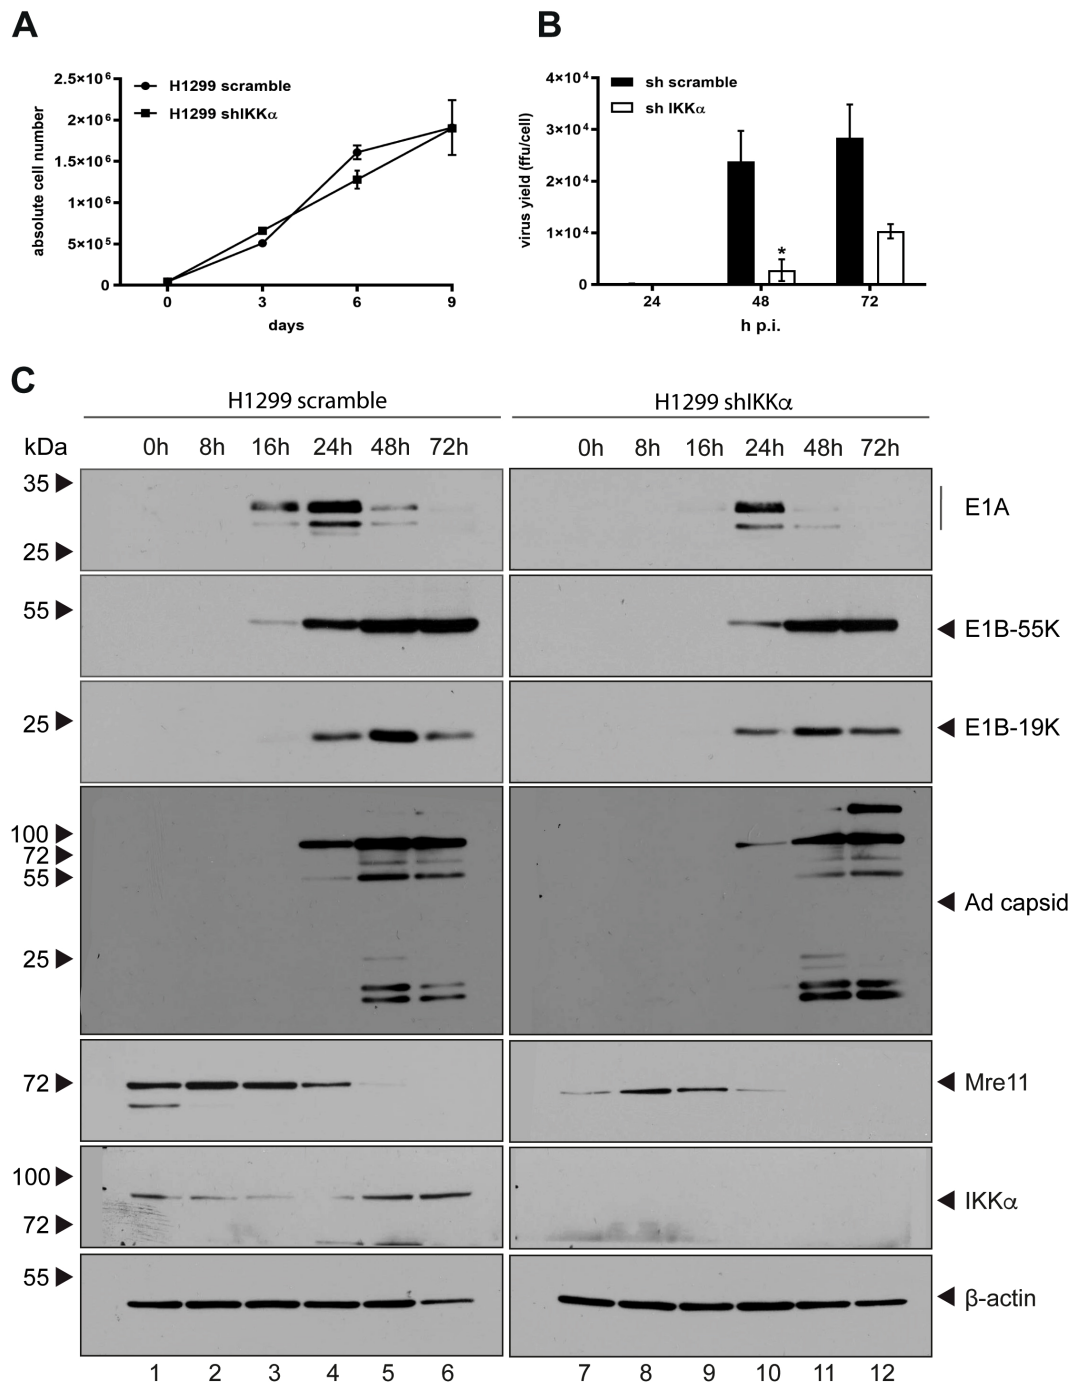 A
B
2.5×10⁶
2×10⁶
1.5×10⁶
1×10⁶
5×10⁵
0
absolute cell number
H1299 scramble
H1299 shIKKα
0 3 6 9
days
4×10⁴
3×10⁴
2×10⁴
1×10⁴
0
virus yield (ffu/cell)
sh scramble
sh IKKα
*
24 48 72
h p.i.
C
H1299 scramble H1299 shIKKα
kDa 0h 8h 16h 24h 48h 72h 0h 8h 16h 24h 48h 72h
35
E1A
25
55
E1B-55K
25
E1B-19K
100
72
55
Ad capsid
25
72
Mre11
100
IKKα
72
55
β-actin
1 2 3 4 5 6 7 8 9 10 11 12